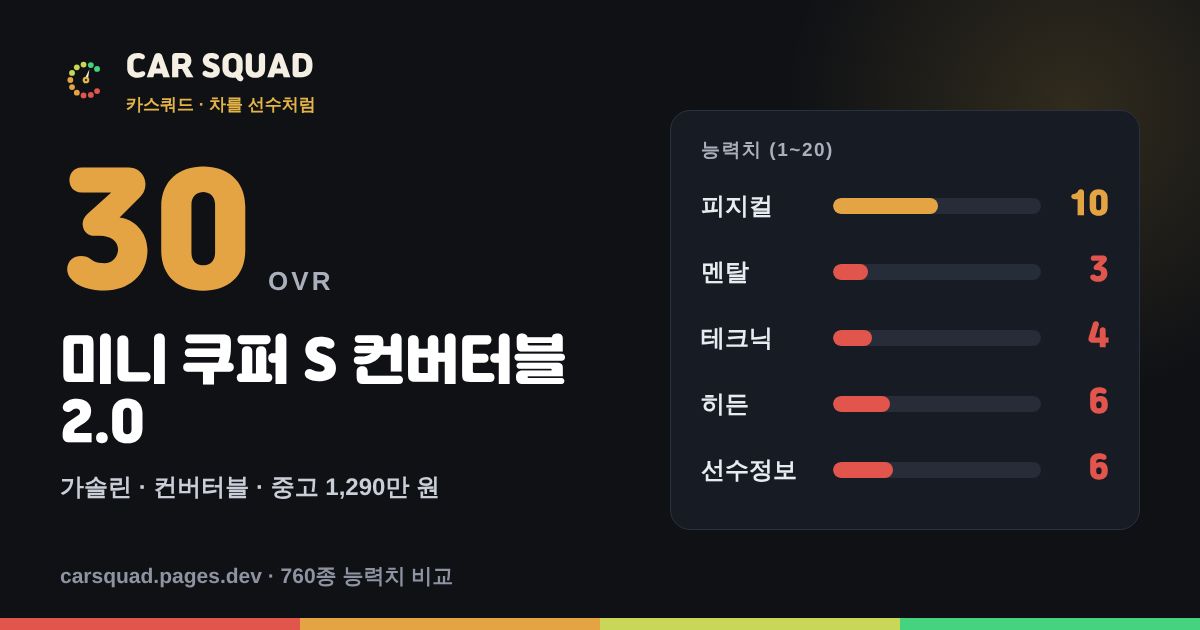 CAR SQUAD
카스쿼드 · 차를 선수처럼
30 OVR
미니 쿠퍼 S 컨버터블
2.0
가솔린 · 컨버터블 · 중고 1,290만 원
carsquad.pages.dev · 760종 능력치 비교
능력치 (1~20)
피지컬 10
멘탈 3
테크닉 4
히든 6
선수정보 6